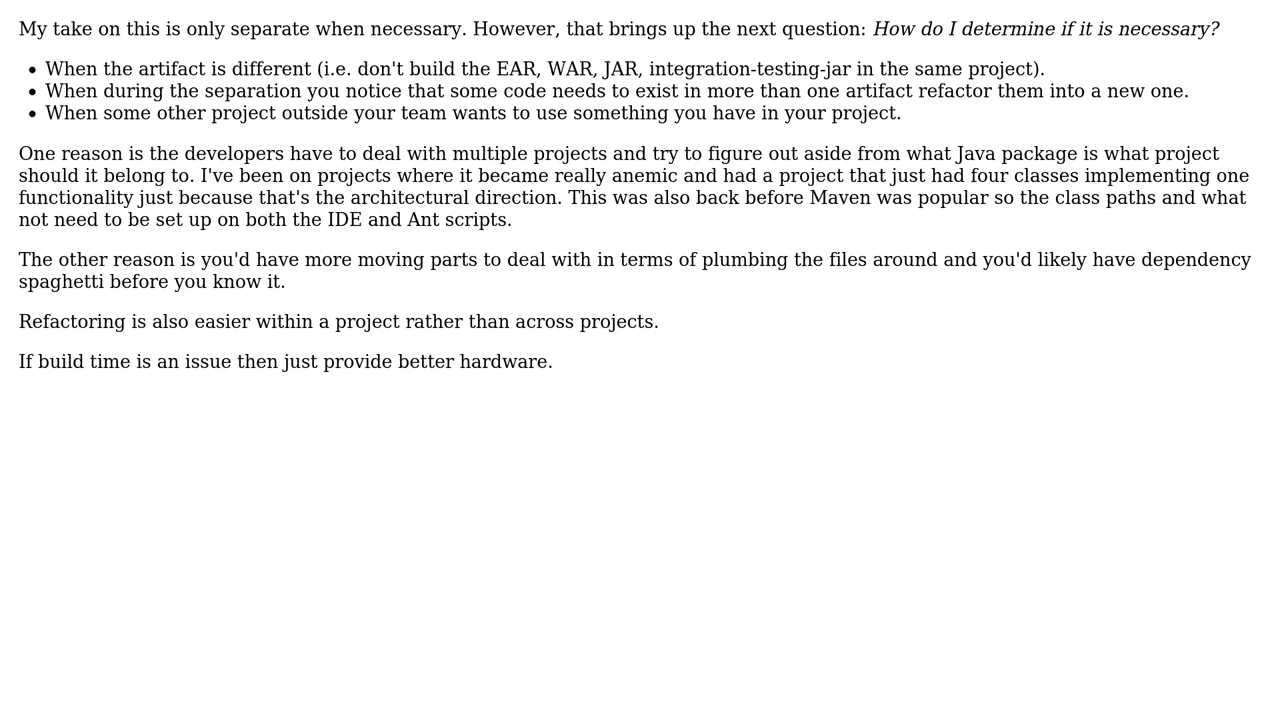 My take on this is only separate when necessary. However, that brings up the next question: How do I determine if it is necessary?
• When the artifact is different (i.e. don't build the EAR, WAR, JAR, integration-testing-jar in the same project).
• When during the separation you notice that some code needs to exist in more than one artifact refactor them into a new one.
• When some other project outside your team wants to use something you have in your project.
One reason is the developers have to deal with multiple projects and try to figure out aside from what Java package is what project
should it belong to. I've been on projects where it became really anemic and had a project that just had four classes implementing one
functionality just because that's the architectural direction. This was also back before Maven was popular so the class paths and what
not need to be set up on both the IDE and Ant scripts.
The other reason is you'd have more moving parts to deal with in terms of plumbing the files around and you'd likely have dependency
spaghetti before you know it.
Refactoring is also easier within a project rather than across projects.
If build time is an issue then just provide better hardware.